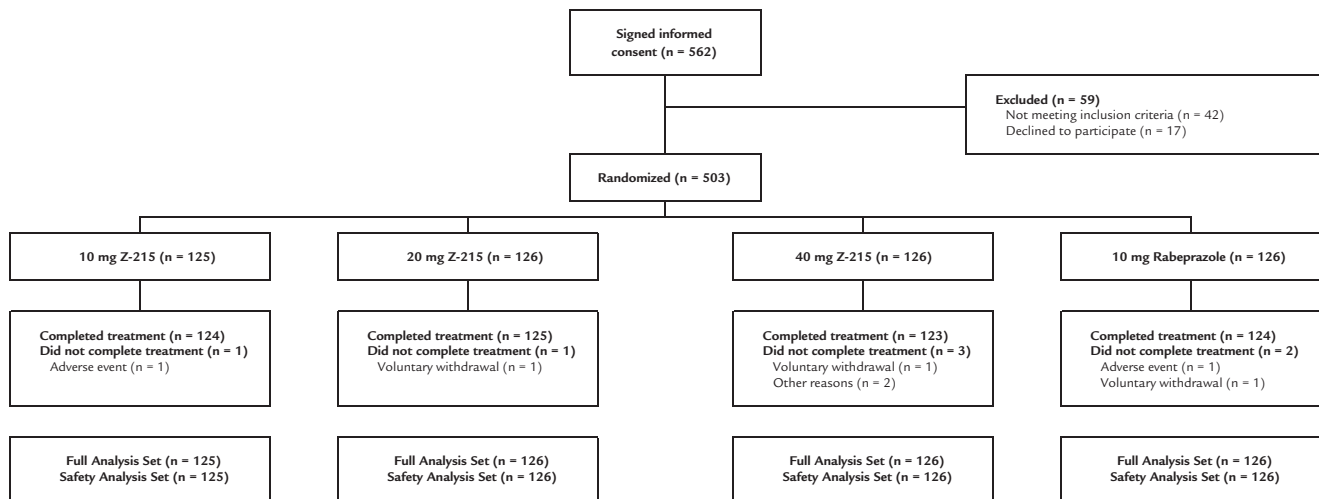 Signed informed
consent (n = 562)
Excluded (n = 59)
Not meeting inclusion criteria (n = 42)
Declined to participate (n = 17)
Randomized (n = 503)
10 mg Z-215 (n = 125)
20 mg Z-215 (n = 126)
40 mg Z-215 (n = 126)
10 mg Rabeprazole (n = 126)
Completed treatment (n = 124)
Did not complete treatment (n = 1)
Adverse event (n = 1)
Completed treatment (n = 125)
Did not complete treatment (n = 1)
Voluntary withdrawal (n = 1)
Completed treatment (n = 123)
Did not complete treatment (n = 3)
Voluntary withdrawal (n = 1)
Other reasons (n = 2)
Completed treatment (n = 124)
Did not complete treatment (n = 2)
Adverse event (n = 1)
Voluntary withdrawal (n = 1)
Full Analysis Set (n = 125)
Safety Analysis Set (n = 125)
Full Analysis Set (n = 126)
Safety Analysis Set (n = 126)
Full Analysis Set (n = 126)
Safety Analysis Set (n = 126)
Full Analysis Set (n = 126)
Safety Analysis Set (n = 126)